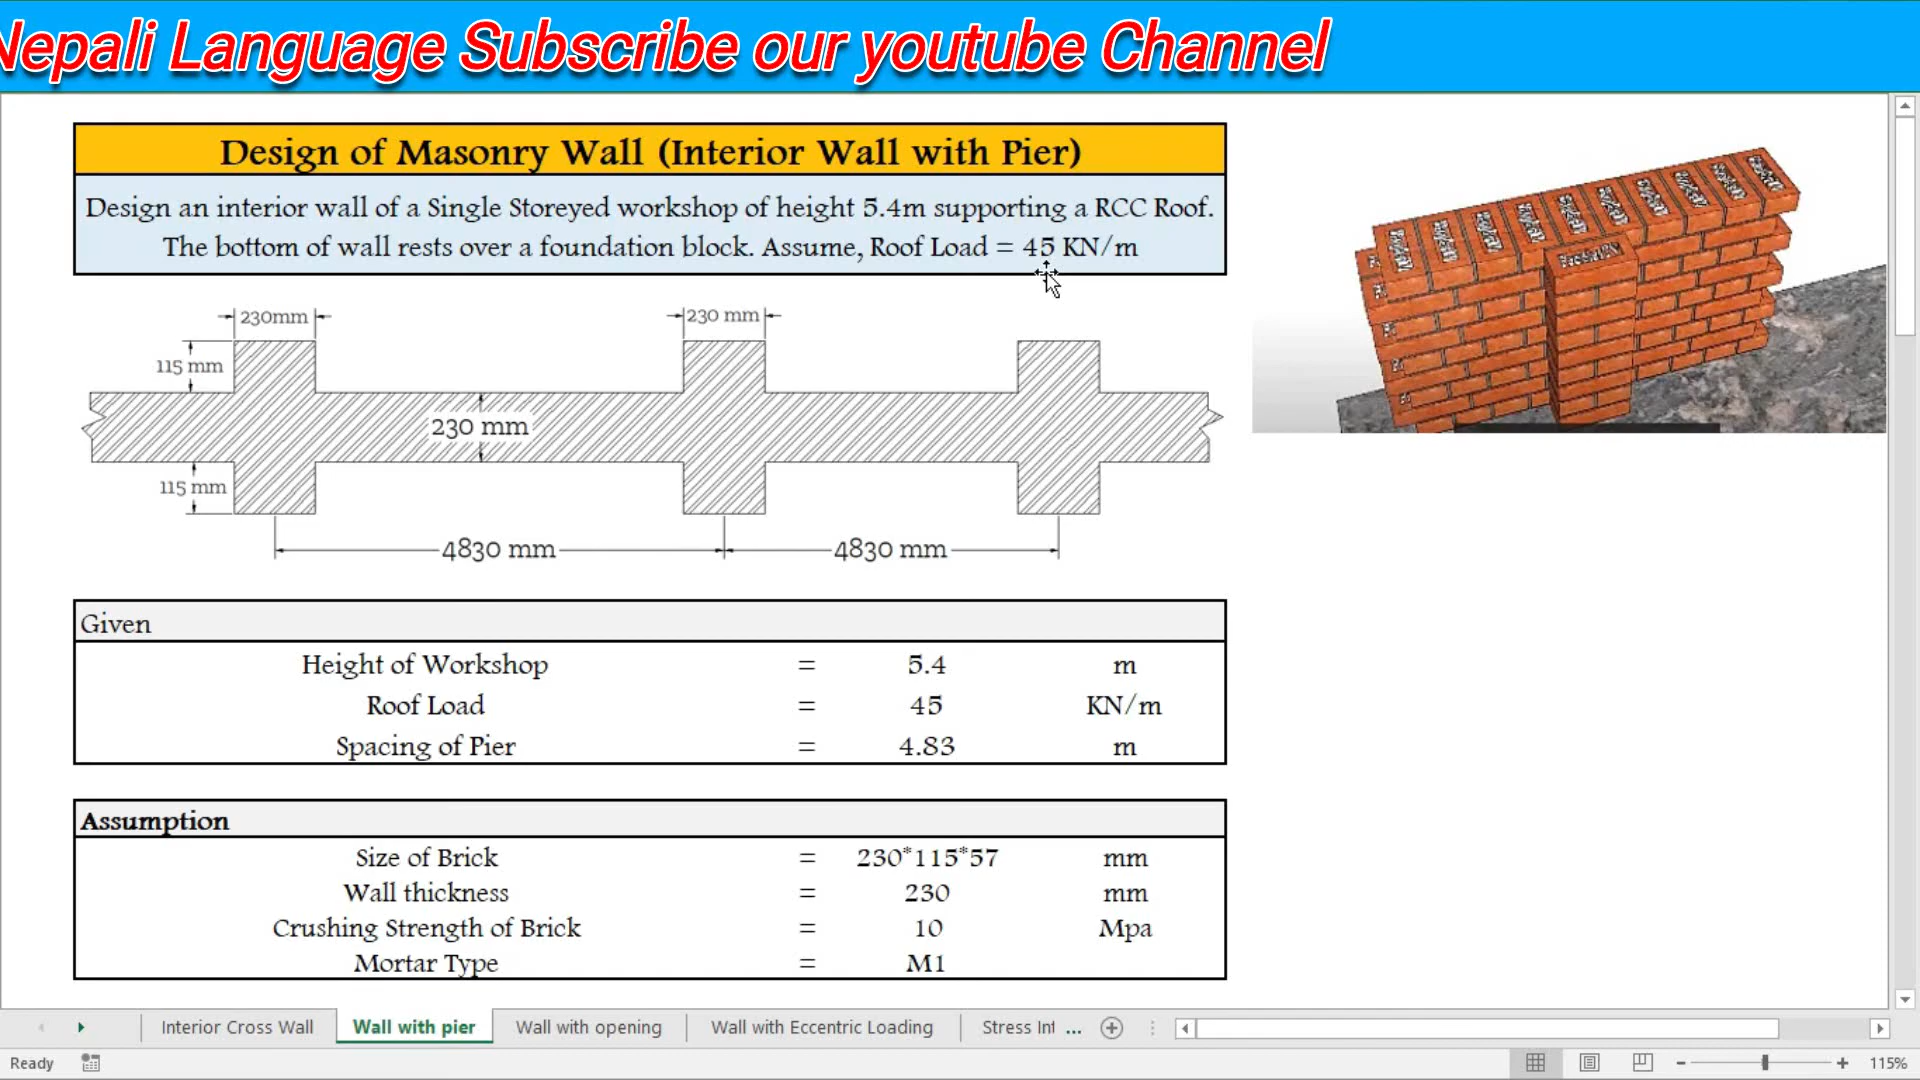 Nepali Language Subscribe our youtube Channel
Design of Masonry Wall (Interior Wall with Pier)
Design an interior wall of a Single Storeyed workshop of height 5.4m supporting a RCC Roof.
The bottom of wall rests over a foundation block. Assume, Roof Load = 45 KN/m
230mm
230 mm
115 mm
230 mm
115 mm
4830 mm
4830 mm
Given
Height of Workshop = 5.4 m
Roof Load = 45 KN/m
Spacing of Pier = 4.83 m
Assumption
Size of Brick = 230*115*57 mm
Wall thickness = 230 mm
Crushing Strength of Brick = 10 Mpa
Mortar Type = M1
Interior Cross Wall
Wall with pier
Wall with opening
Wall with Eccentric Loading
Stress Int ...
Ready
115%